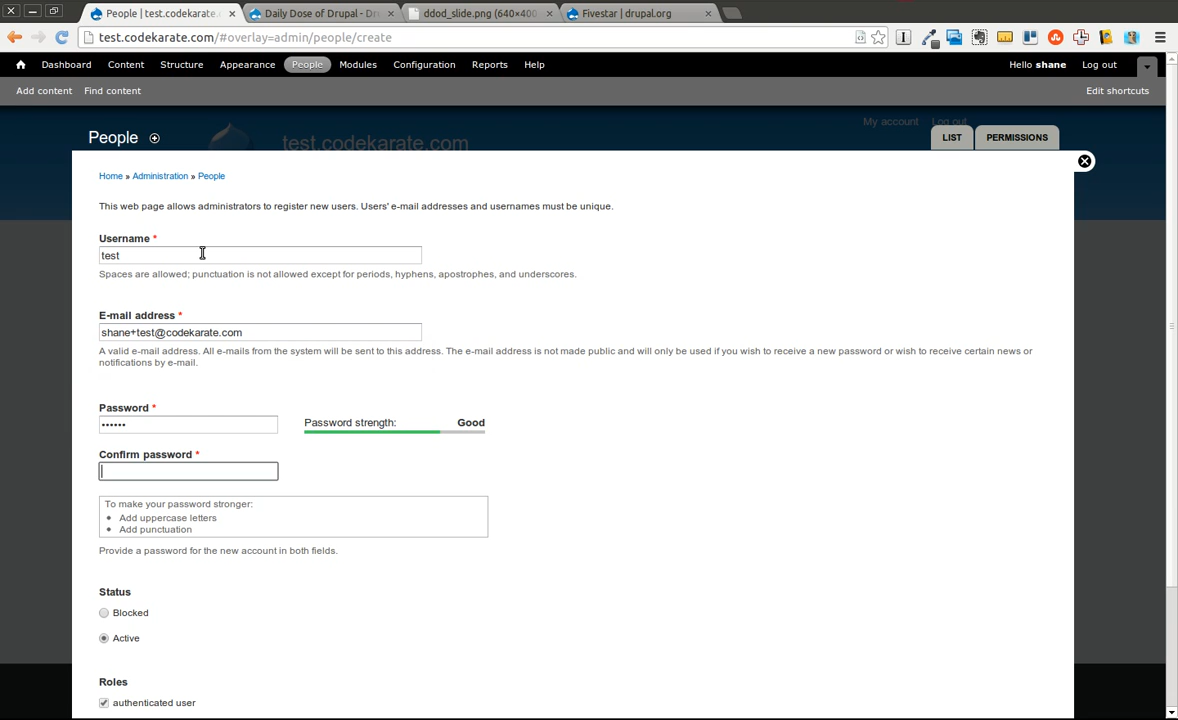 People | test.codekarate.
Daily Dose of Drupal - Dr
ddod_slide.png (640×400
Fivestar | drupal.org
test.codekarate.com/#overlay=admin/people/create
Dashboard Content Structure Appearance People Modules Configuration Reports Help
Hello shane Log out
Add content Find content
Edit shortcuts
My account Log out
People
test.codekarate.com
LIST PERMISSIONS
Home » Administration » People
This web page allows administrators to register new users. Users' e-mail addresses and usernames must be unique.
Username *
test
Spaces are allowed; punctuation is not allowed except for periods, hyphens, apostrophes, and underscores.
E-mail address *
shane+test@codekarate.com
A valid e-mail address. All e-mails from the system will be sent to this address. The e-mail address is not made public and will only be used if you wish to receive a new password or wish to receive certain news or
notifications by e-mail.
Password *
••••••
Password strength: Good
Confirm password *
To make your password stronger:
• Add uppercase letters
• Add punctuation
Provide a password for the new account in both fields.
Status
Blocked
Active
Roles
authenticated user